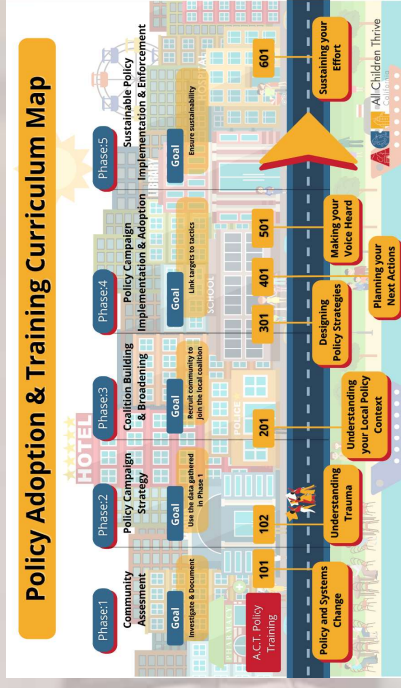 Policy Adoption & Training Curriculum Map
Phase:1
Community
Assesment
Goal
Investigate & Document
Phase:2
Policy Campaign
Strategy
Goal
Use the data gathered
in Phase 1
Phase:3
Coalition Building
& Broadening
Goal
Recruit community to
join the local coalition
Phase:4
Policy Campaign
Implementation & Adoption
Goal
Link targets to tactics
Phase:5
Sustainable Policy
Implementation & Enforcement
Goal
Ensure sustainability
HOTEL
SCHOOL
POLICE
A.C.T. Policy
Training
101
102
201
301
401
501
601
Policy and Systems
Change
Understanding
Trauma
Understanding
your Local Policy
Context
Designing
Policy Strategies
Planning your
Next Actions
Making your
Voice Heard
Sustaining your
Effort
All Children Thrive